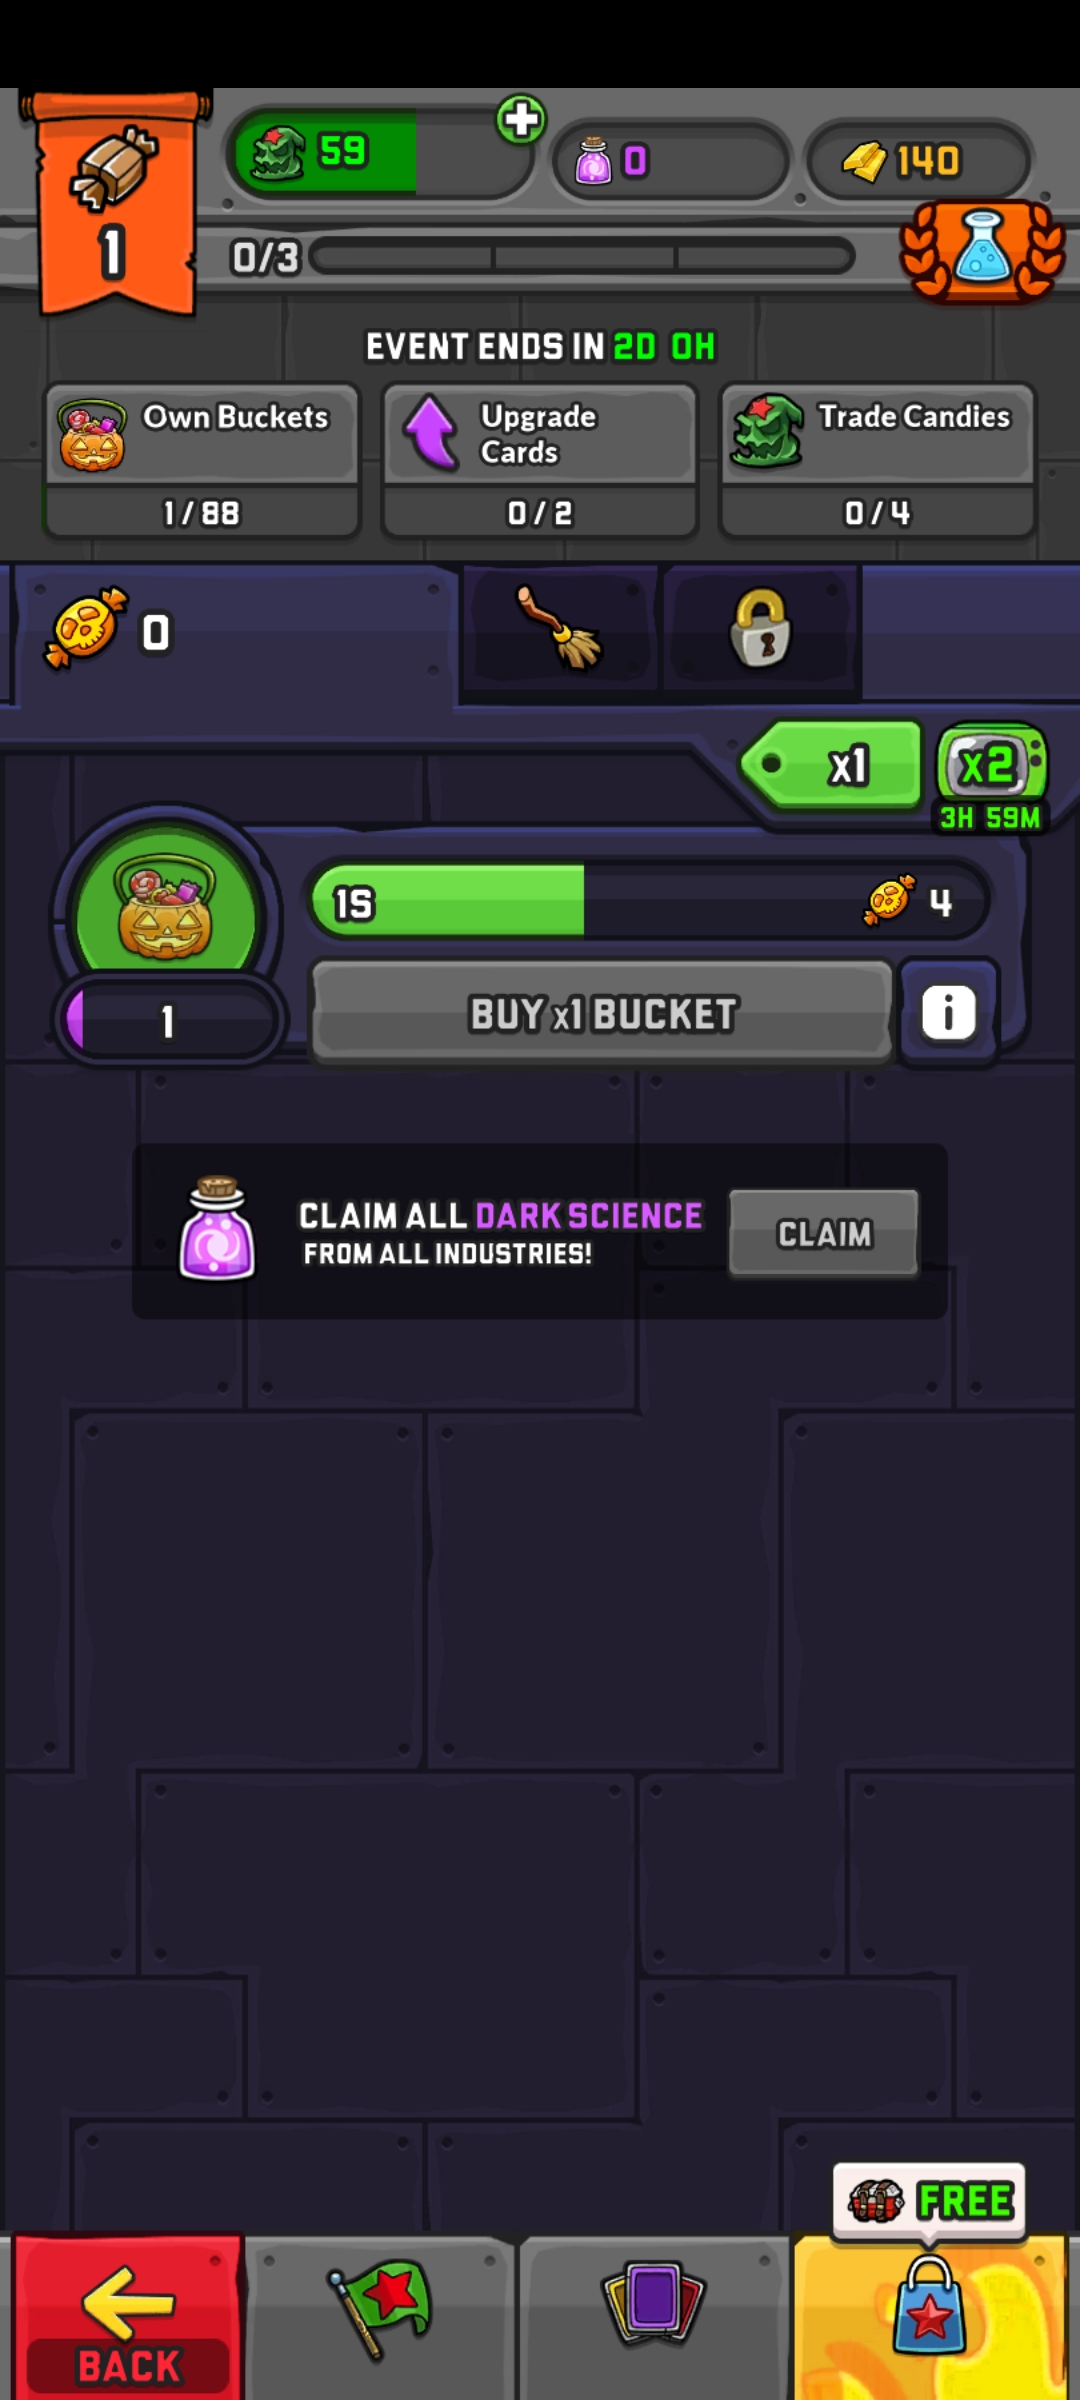 59
0
140
1
0/3
EVENT ENDS IN 2D 0H
Own Buckets
1/88
Upgrade
Cards
0/2
Trade Candies
0/4
0
x1
x2
3H 59M
1S
4
1
BUY x1 BUCKET
i
CLAIM ALL DARK SCIENCE
FROM ALL INDUSTRIES!
CLAIM
FREE
BACK